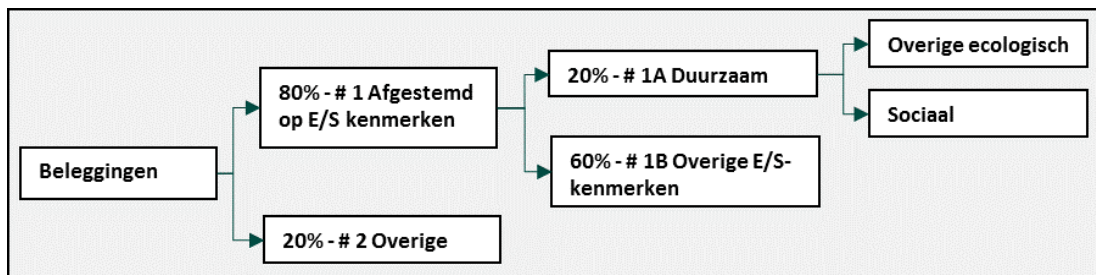 Beleggingen
80% - # 1 Afgestemd
op E/S kenmerken
20% - # 2 Overige
20% - # 1A Duurzaam
60% - # 1B Overige E/S-
kenmerken
Overige ecologisch
Sociaal